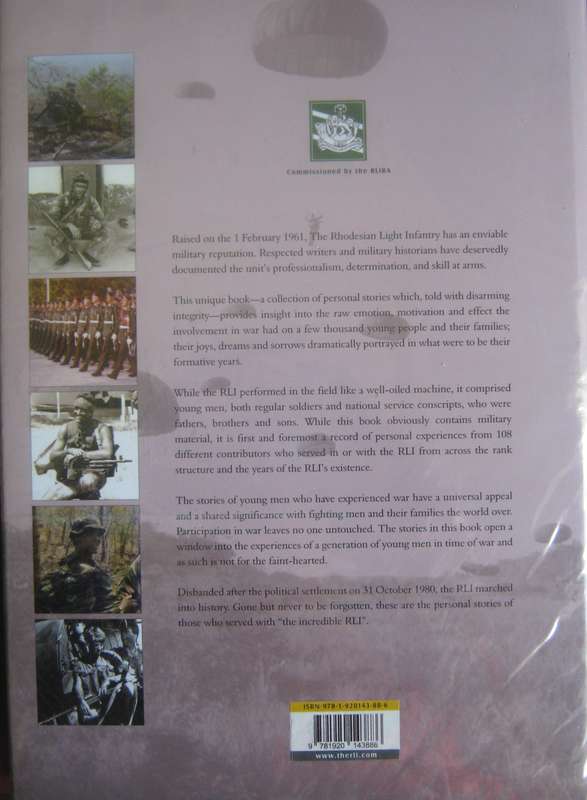 Commissioned by the RLIRA
Raised on the 1 February 1961, The Rhodesian Light Infantry has an enviable
military reputation. Respected writers and military historians have deservedly
documented the unit's professionalism, determination, and skill at arms.
This unique book—a collection of personal stories which, told with disarming
integrity—provides insight into the raw emotion, motivation and effect the
involvement in war had on a few thousand young people and their families;
their joys, dreams and sorrows dramatically portrayed in what were to be their
formative years.
While the RLI performed in the field like a well-oiled machine, it comprised
young men, both regular soldiers and national service conscripts, who were
fathers, brothers and sons. While this book obviously contains military
material, it is first and foremost a record of personal experiences from 108
different contributors who served in or with the RLI from across the rank
structure and the years of the RLI's existence.
The stories of young men who have experienced war have a universal appeal
and a shared significance with fighting men and their families the world over.
Participation in war leaves no one untouched. The stories in this book open a
window into the experiences of a generation of young men in time of war and
as such is not for the faint-hearted.
Disbanded after the political settlement on 31 October 1980, the RLI marched
into history. Gone but never to be forgotten, these are the personal stories of
those who served with "the incredible RLI".
ISBN 978-1-920143-88-6
9 781920 143886
www.therli.com